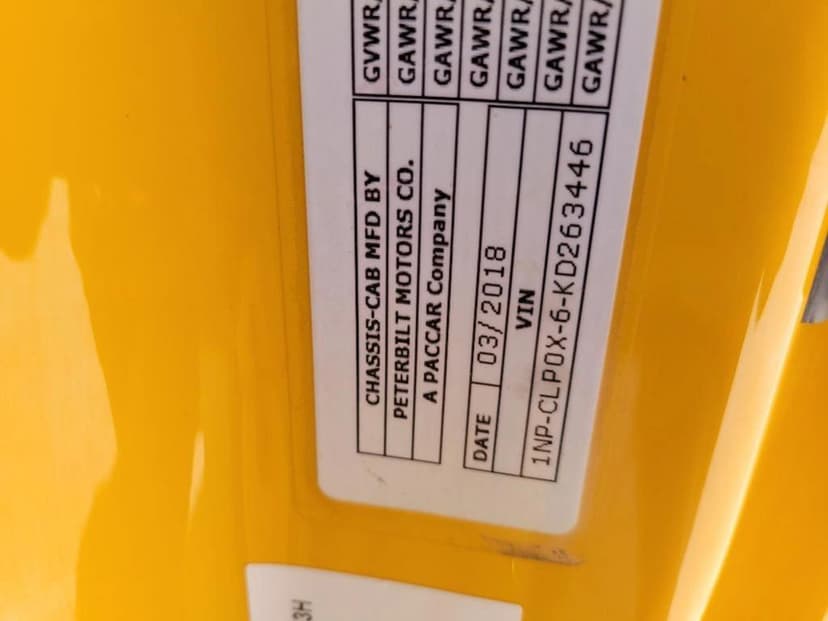 CHASSIS-CAB MFD BY
PETERBILT MOTORS CO.
A PACCAR Company
DATE 03/2018
VIN
1NP-CLP0X-6-KD263446
GVWR/
GAWR/
GAWR/
GAWR/
GAWR/
GAWR/
GAWR/
3H